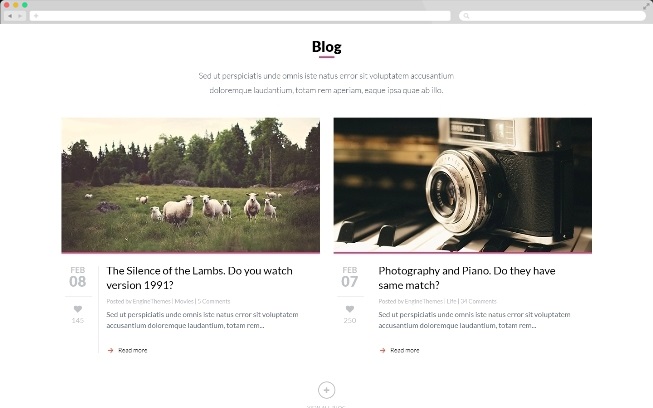 Blog
Sed ut perspiciatis unde omnis iste natus error sit voluptatem accusantium
doloremque laudantium, totam rem aperiam, eaque ipsa quae ab illo.
FEB
08
145
The Silence of the Lambs. Do you watch
version 1991?
Posted by Engine Themes | Movies | 5 Comments
Sed ut perspiciatis unde omnis iste natus error sit voluptatem
accusantium doloremque laudantium, totam rem...
Read more
FEB
07
250
Photography and Piano. Do they have
same match?
Posted by Engine Themes | Life | 34 Comments
Sed ut perspiciatis unde omnis iste natus error sit voluptatem
accusantium doloremque laudantium, totam rem...
Read more